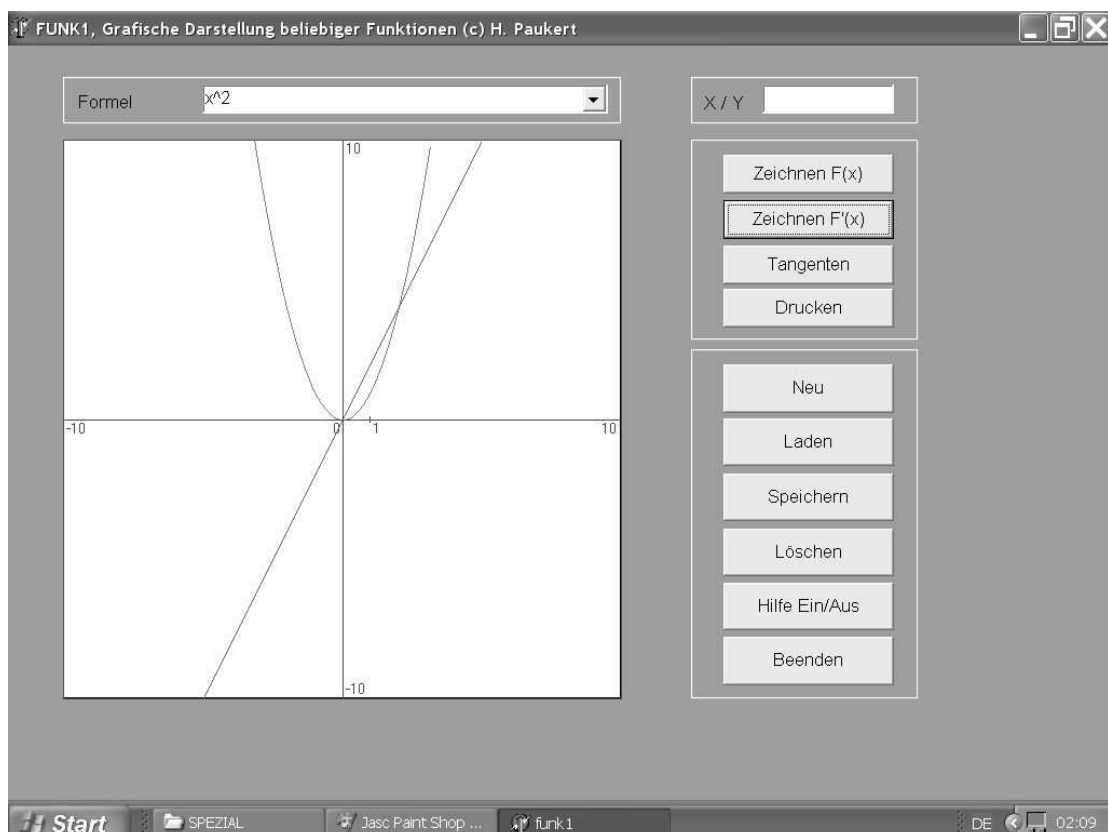 FUNK1, Grafische Darstellung beliebiger Funktionen (c) H. Paukert
Formel x^2
X / Y
10
-10 0 1 10
-10
Zeichnen F(x)
Zeichnen F'(x)
Tangenten
Drucken
Neu
Laden
Speichern
Löschen
Hilfe Ein/Aus
Beenden
Start SPEZIAL Jasc Paint Shop ... funk1 DE 02:09